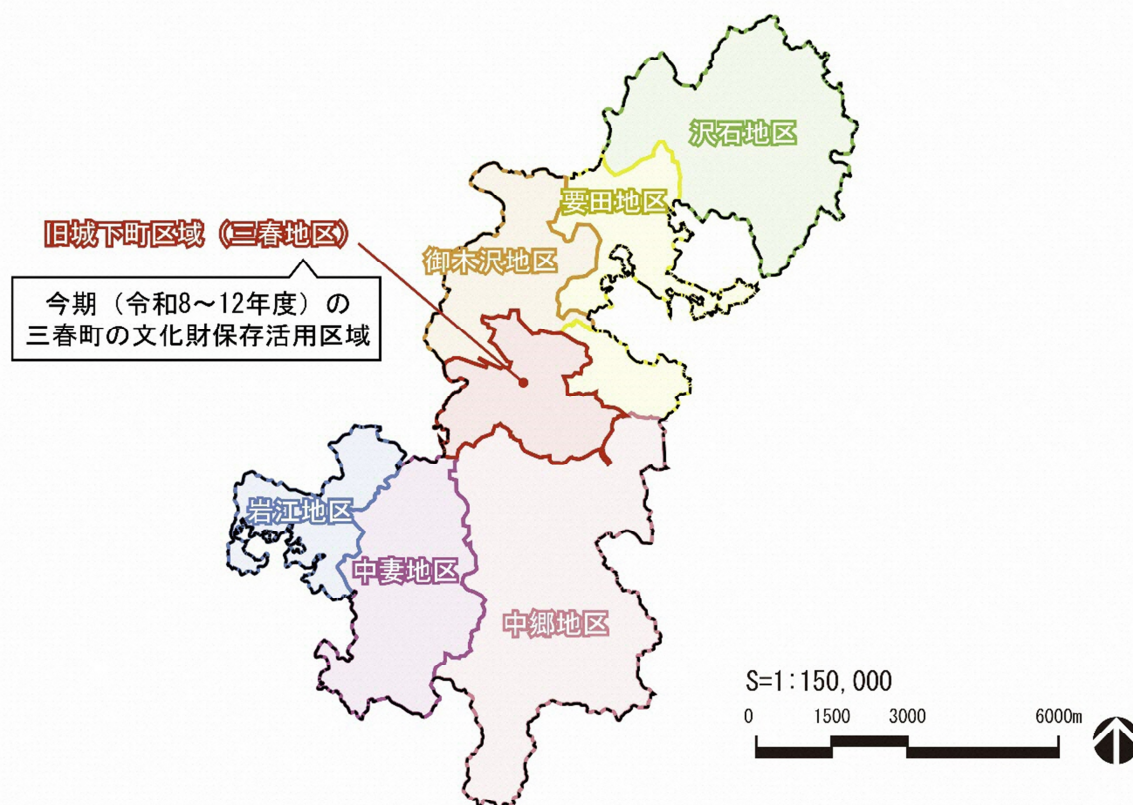 沢石地区
要田地区
旧城下町区域（三春地区）
御木沢地区
今期（令和8～12年度）の
三春町の文化財保存活用区域
岩江地区
中妻地区
中郷地区
S=1:150,000
0 1500 3000 6000m